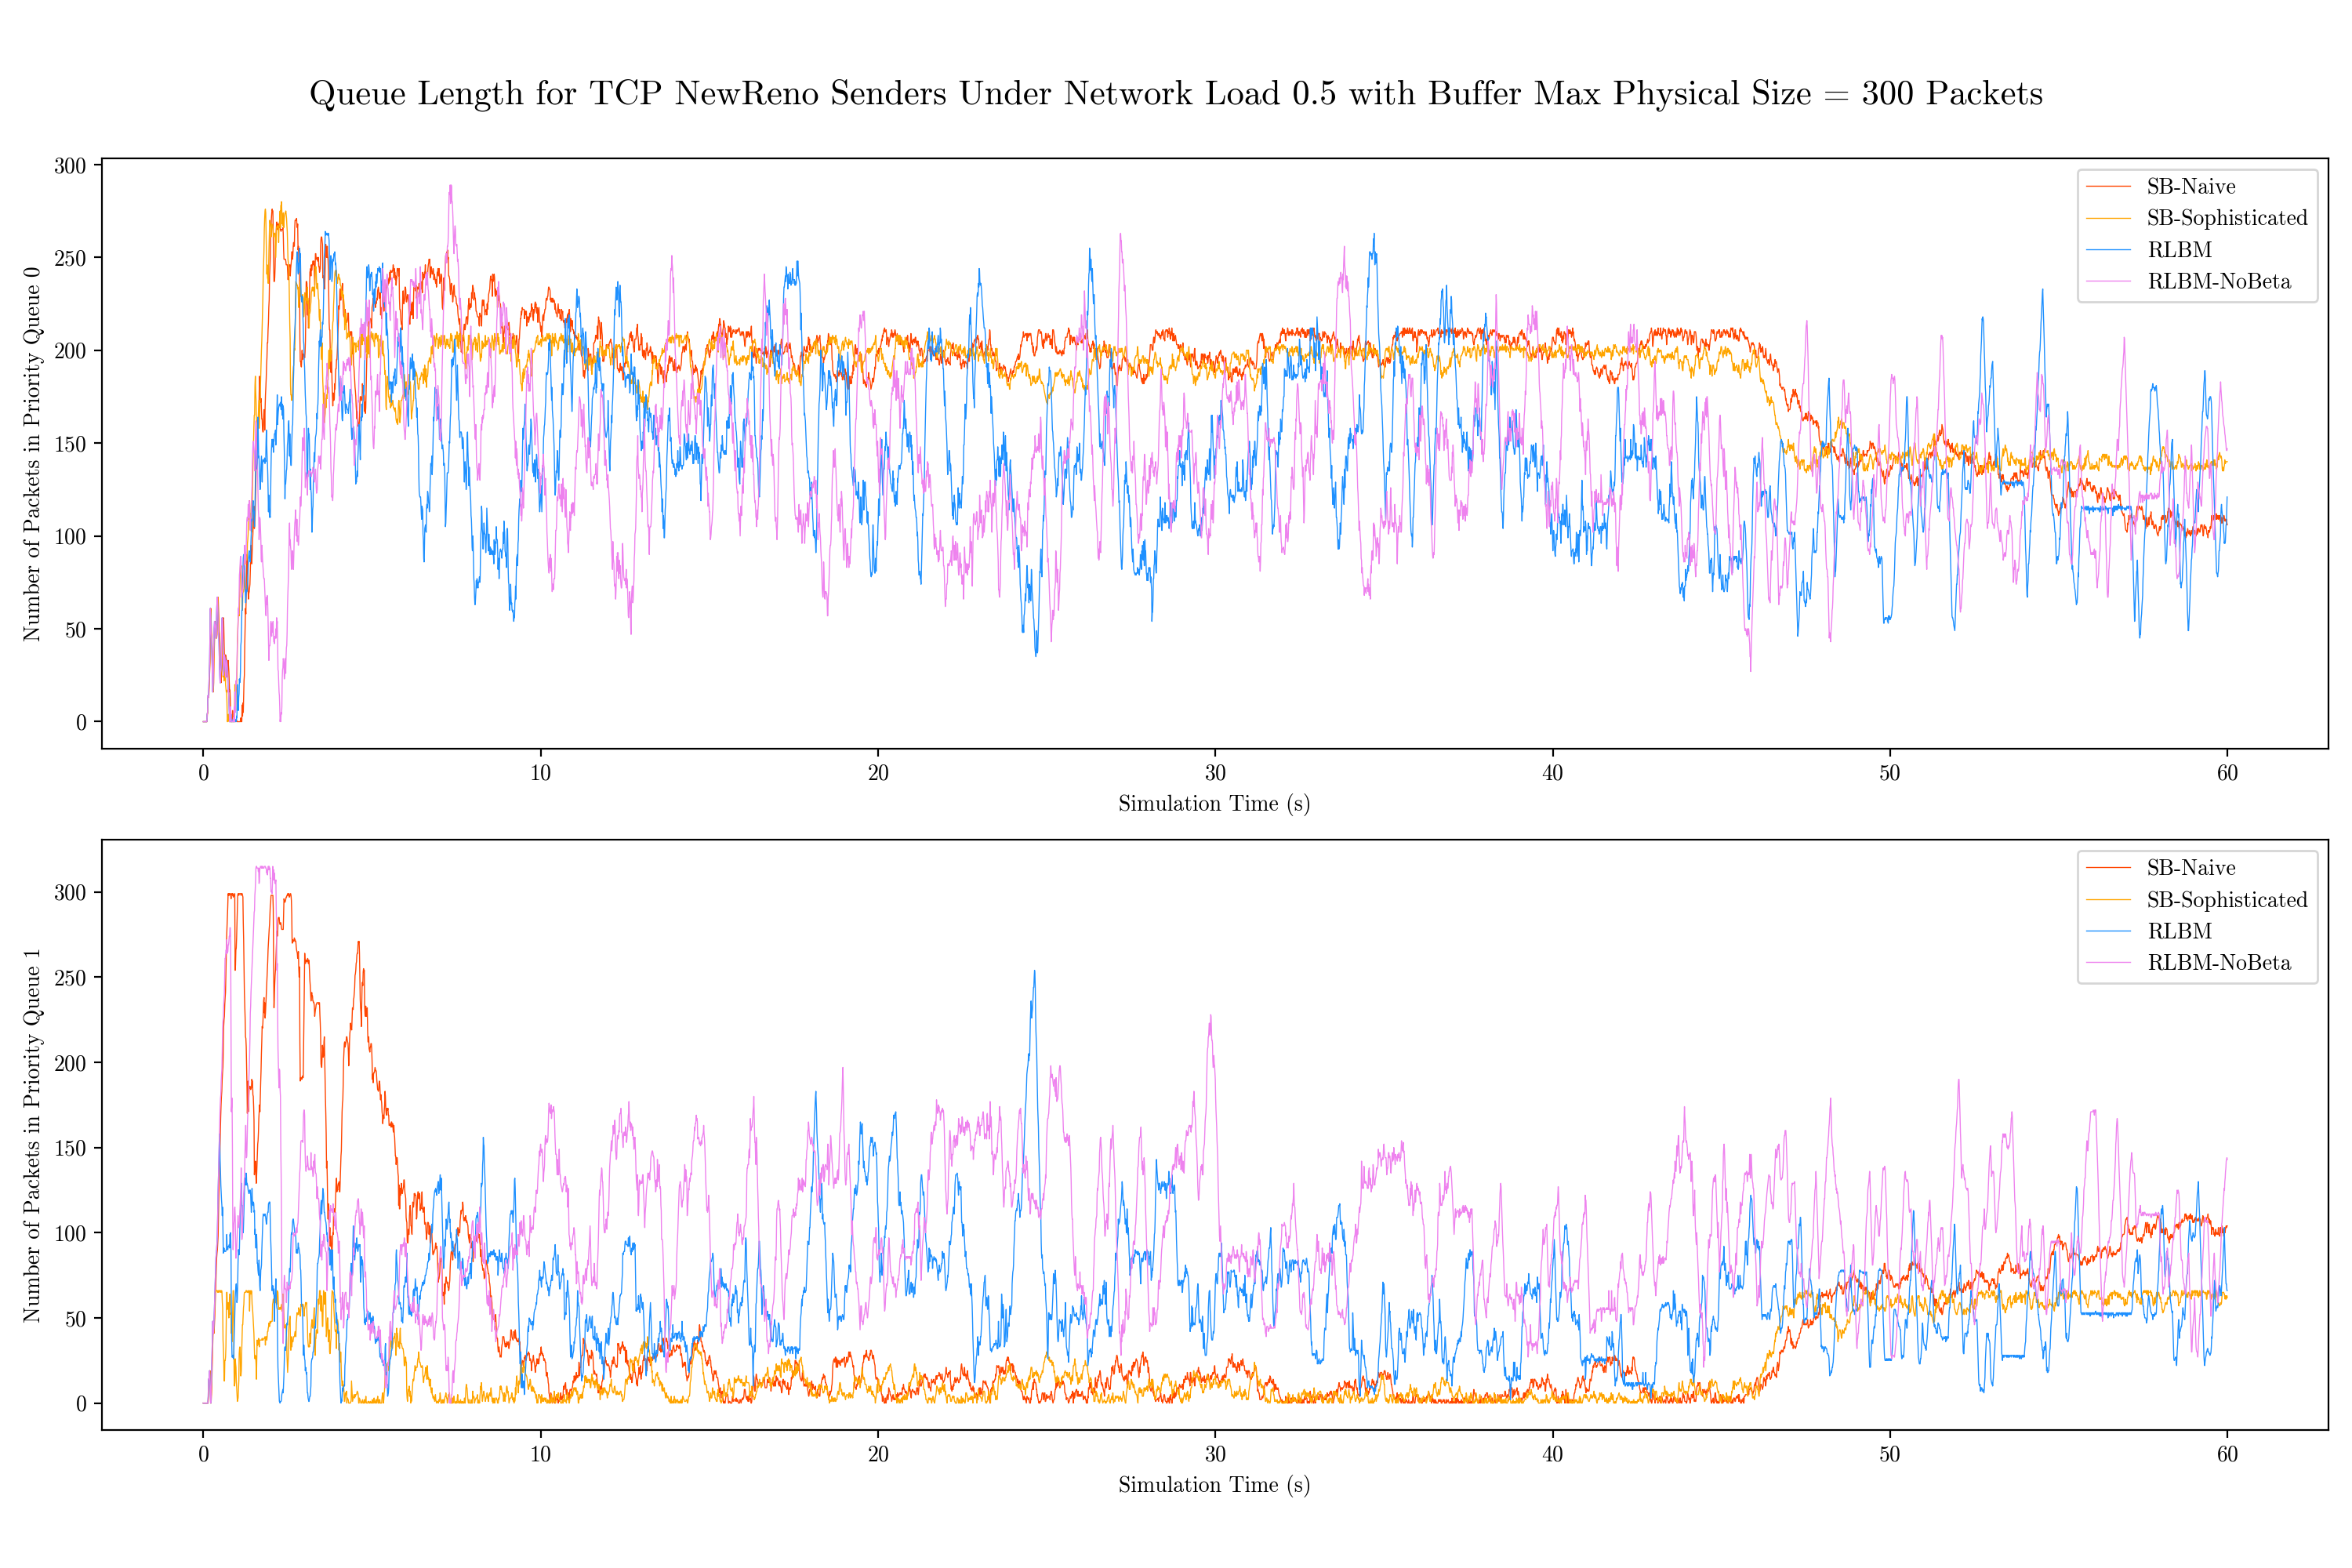 Queue Length for TCP NewReno Senders Under Network Load 0.5 with Buffer Max Physical Size = 300 Packets
Number of Packets in Priority Queue 0
300
250
200
150
100
50
0
SB-Naive
SB-Sophisticated
RLBM
RLBM-NoBeta
0 10 20 30 40 50 60
Simulation Time (s)
Number of Packets in Priority Queue 1
300
250
200
150
100
50
0
SB-Naive
SB-Sophisticated
RLBM
RLBM-NoBeta
0 10 20 30 40 50 60
Simulation Time (s)